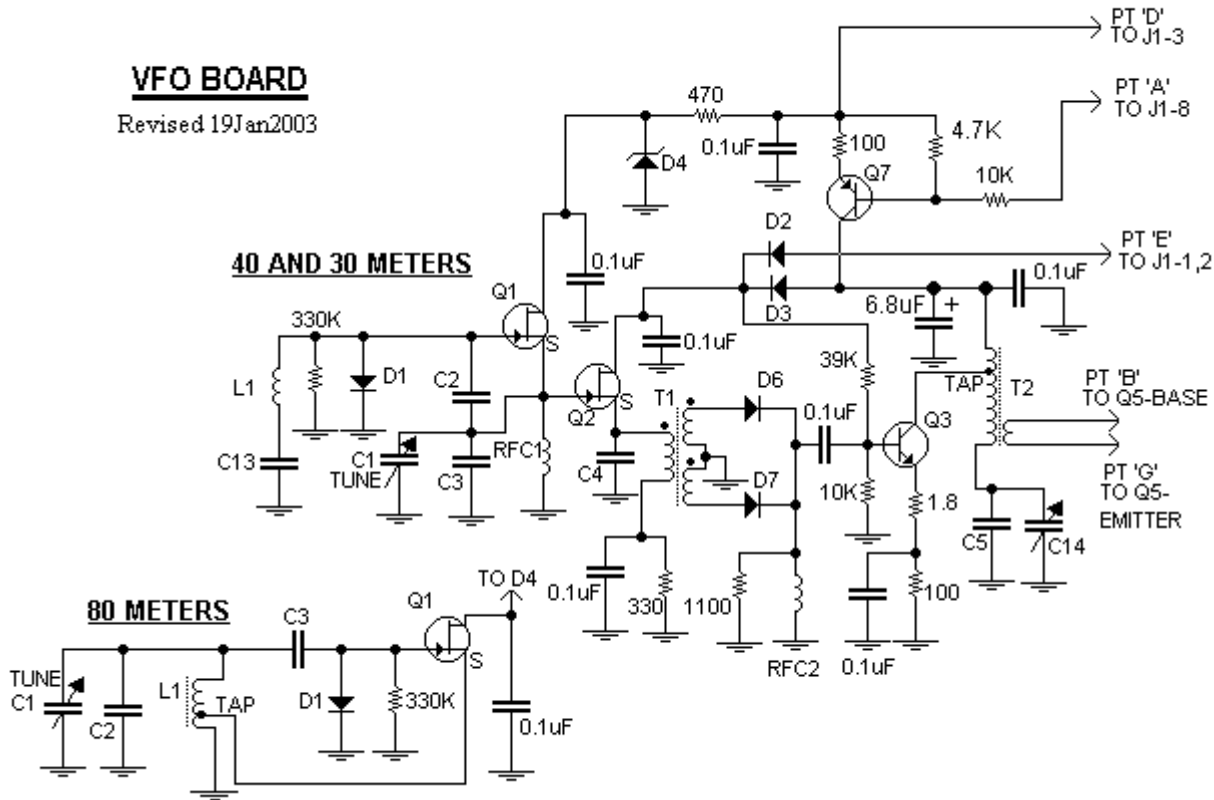 VFO BOARD
Revised 19Jan2003
PT 'D'
TO J1-3
PT 'A'
TO J1-8
470
0.1uF
100
4.7K
D4
Q7
10K
D2
PT 'E'
TO J1-1,2
40 AND 30 METERS
0.1uF
D3
6.8uF +
0.1uF
Q1
S
330K
0.1uF
L1
D1
C2
Q2
S
39K
TAP
T2
PT 'B'
TO Q5-BASE
T1
D6
0.1uF
Q3
C13
C1
TUNE
C3
RFC1
C4
D7
10K
1.8
PT 'G'
TO Q5-
EMITTER
C5
C14
0.1uF
330
1100
RFC2
0.1uF
100
80 METERS
TO D4
C3
Q1
S
TUNE
C1
C2
L1
TAP
D1
330K
0.1uF